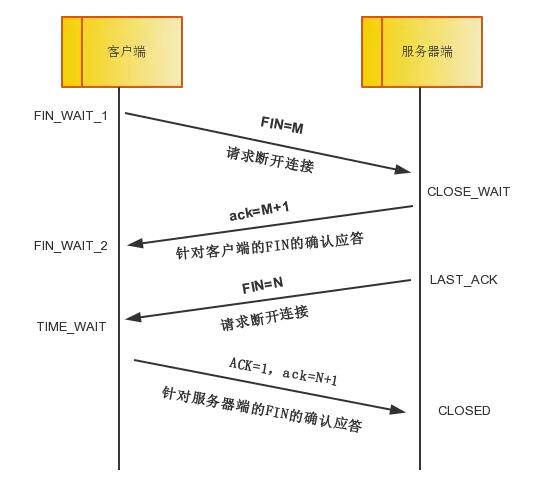 客户端
服务器端
FIN_WAIT_1
FIN=M
请求断开连接
CLOSE_WAIT
ack=M+1
FIN_WAIT_2
针对客户端的FIN的确认应答
FIN=N
LAST_ACK
请求断开连接
TIME_WAIT
ACK=1, ack=N+1
针对服务器端的FIN的确认应答
CLOSED